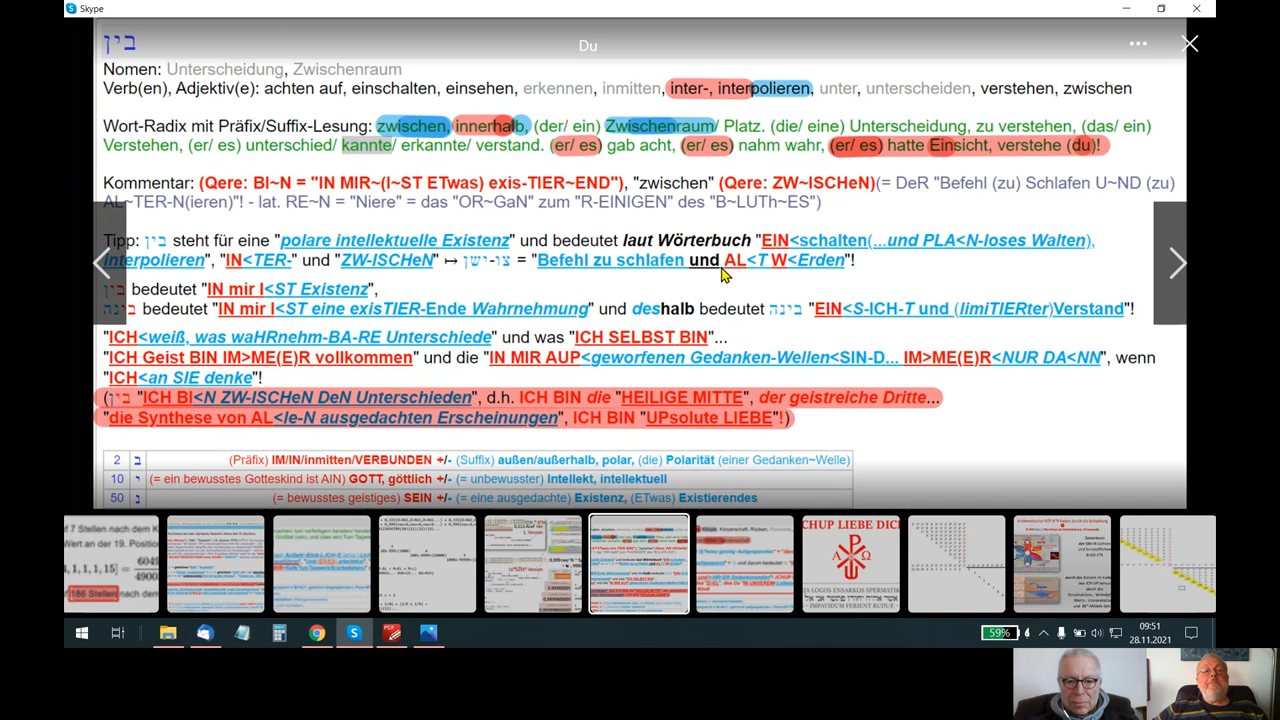 Skype
בין
Du
Nomen: Unterscheidung, Zwischenraum
Verb(en), Adjektiv(e): achten auf, einschalten, einsehen, erkennen, inmitten, inter-, interpolieren, unter, unterscheiden, verstehen, zwischen
Wort-Radix mit Präfix/Suffix-Lesung: zwischen, innerhalb, (der/ ein) Zwischenraum/ Platz. (die/ eine) Unterscheidung, zu verstehen, (das/ ein)
Verstehen, (er/ es) unterschied/ kannte/ erkannte/ verstand. (er/ es) gab acht, (er/ es) nahm wahr, (er/ es) hatte Einsicht, verstehe (du)!
Kommentar: (Qere: BI~N = "IN MIR~(I~ST ETwas) exis-TIER~END"), "zwischen" (Qere: ZW~ISCHeN)(= DeR "Befehl (zu) Schlafen U~ND (zu)
AL~TER-N(ieren)"! - lat. RE~N = "Niere" = das "OR~GaN" zum "R-EINIGEN" des "B~LUTh~ES")
Tipp: בין steht für eine "polare intellektuelle Existenz" und bedeutet laut Wörterbuch "EIN<schalten(...und PLA<N-loses Walten),
interpolieren", "IN<TER-" und "ZW-ISCHeN" ↦ צו-ישן = "Befehl zu schlafen und AL<T W<Erden"!
בין bedeutet "IN mir I<ST Existenz",
בינה "IN mir I<ST eine exisTIER-Ende Wahrnehmung" und deshalb bedeutet בינה "EIN<S-ICH-T und (limiTIERter)Verstand"!
"ICH<weiß, was waHRnehm-BA-RE Unterschiede" und was "ICH SELBST BIN"...
"ICH Geist BIN IM>ME(E)R vollkommen" und die "IN MIR AUP<geworfenen Gedanken-Wellen<SIN-D... IM>ME(E)R<NUR DA<NN", wenn
"ICH<an SIE denke"!
(בין "ICH BI<N ZW-ISCHeN DeN Unterschieden", d.h. ICH BIN die "HEILIGE MITTE", der geistreiche Dritte...
"die Synthese von AL<le-N ausgedachten Erscheinungen", ICH BIN "UPsolute LIEBE"!)
2 ב (Präfix) IM/IN/inmitten/VERBUNDEN +/- (Suffix) außen/außerhalb, polar, (die) Polarität (einer Gedanken~Welle)
10 י (= ein bewusstes Gotteskind ist AIN) GOTT, göttlich +/- (= unbewusster) Intellekt, intellektuell
50 נ (= bewusstes geistiges) SEIN +/- (= eine ausgedachte) Existenz, (ETwas) Existierendes
CHUP LIEBE DICH
59%
09:51
28.11.2021